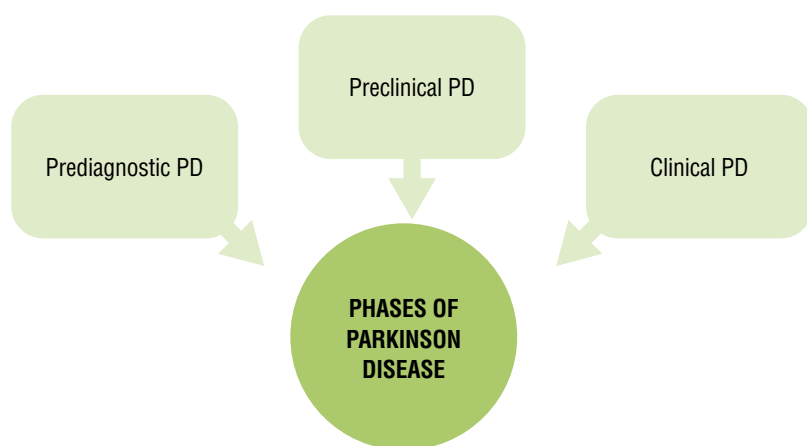 Prediagnostic PD
Preclinical PD
Clinical PD
PHASES OF
PARKINSON
DISEASE